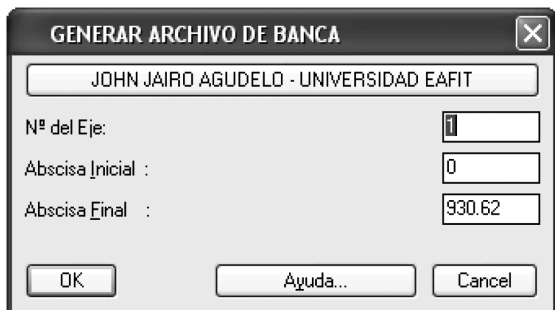 GENERAR ARCHIVO DE BANCA
JOHN JAIRO AGUDELO - UNIVERSIDAD EAFIT
Nº del Eje: 1
Abscisa Inicial : 0
Abscisa Final : 930.62
OK Ayuda... Cancel